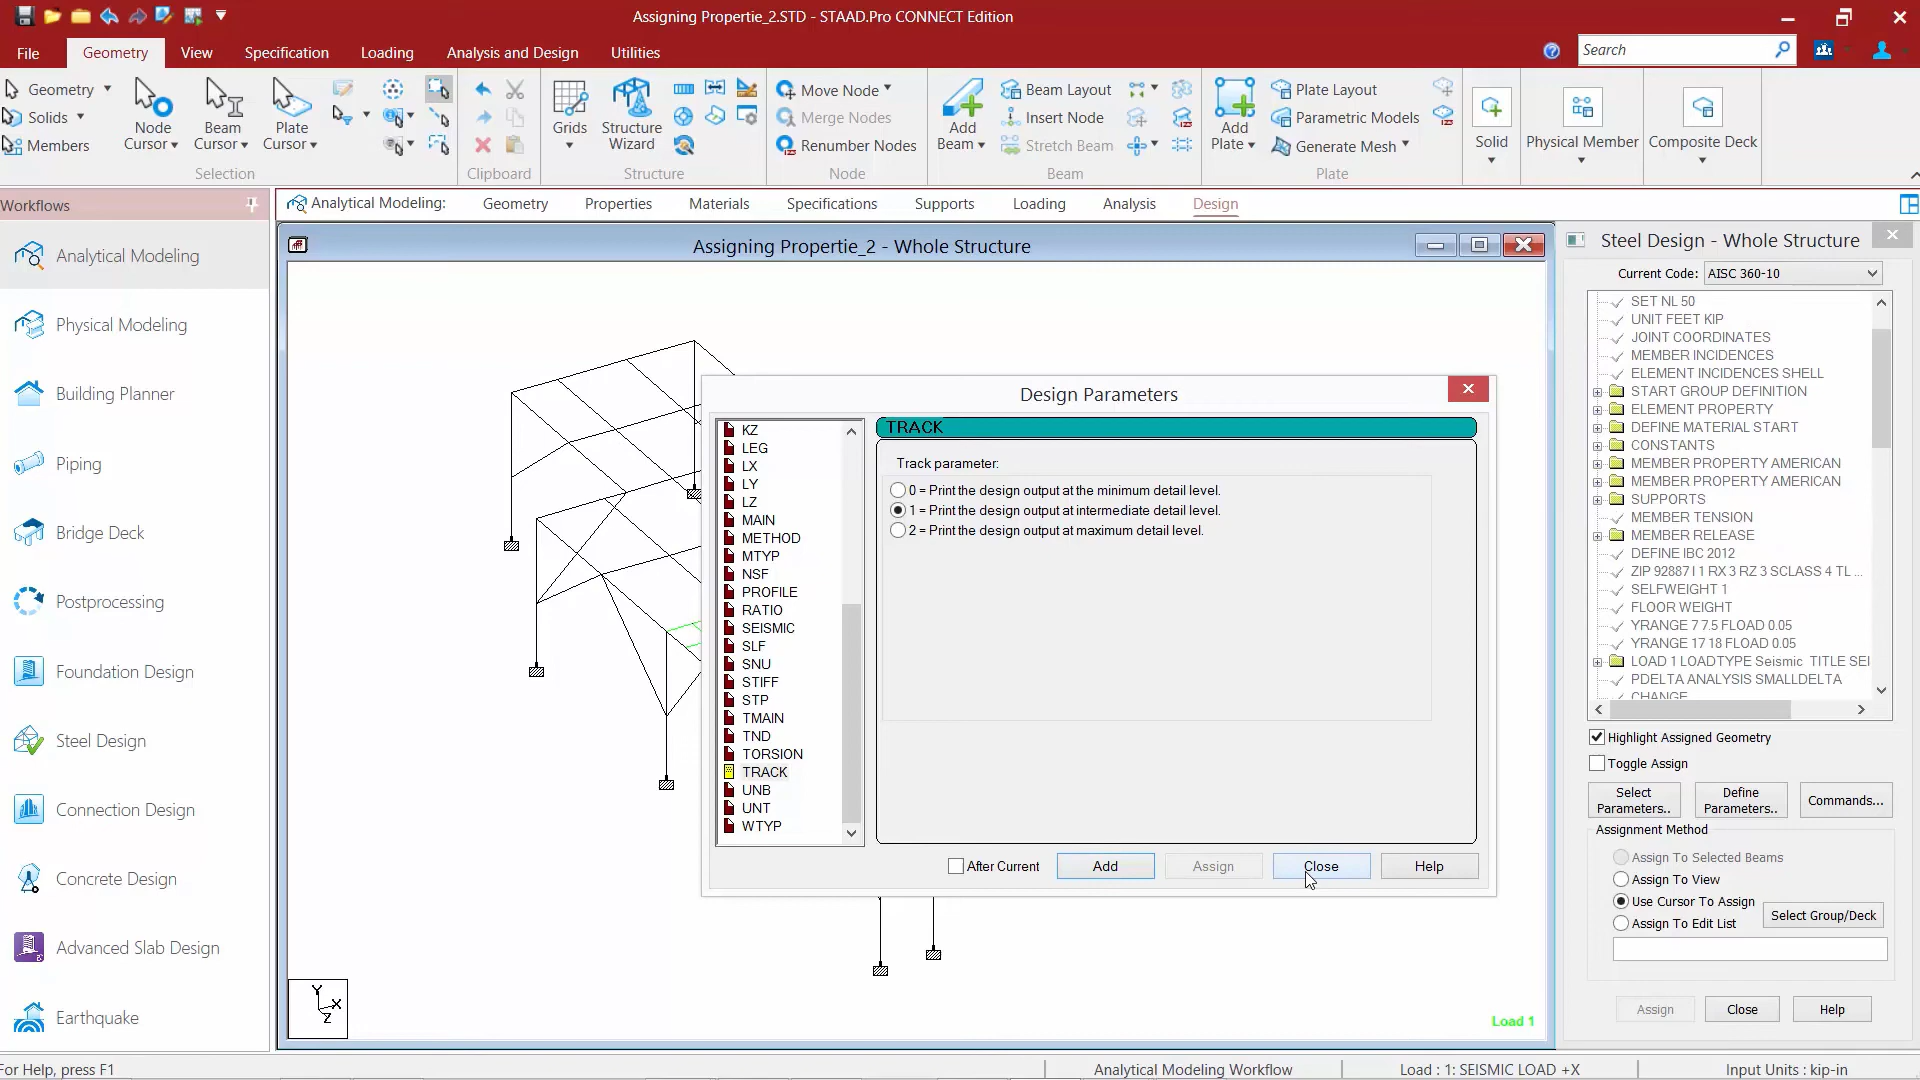 Assigning Propertie_2.STD - STAAD.Pro CONNECT Edition
File
Geometry
View
Specification
Loading
Analysis and Design
Utilities
Search
Geometry
Solids
Members
Node Cursor
Beam Cursor
Plate Cursor
Selection
Clipboard
Grids
Structure Wizard
Structure
Move Node
Merge Nodes
Renumber Nodes
Node
Add Beam
Beam Layout
Insert Node
Stretch Beam
Beam
Add Plate
Plate Layout
Parametric Models
Generate Mesh
Plate
Solid
Physical Member
Composite Deck
Workflows
Analytical Modeling
Physical Modeling
Building Planner
Piping
Bridge Deck
Postprocessing
Foundation Design
Steel Design
Connection Design
Concrete Design
Advanced Slab Design
Earthquake
Analytical Modeling:
Geometry
Properties
Materials
Specifications
Supports
Loading
Analysis
Design
Assigning Propertie_2 - Whole Structure
Y
X
Z
Load 1
Design Parameters
KZ
LEG
LX
LY
LZ
MAIN
METHOD
MTYP
NSF
PROFILE
RATIO
SEISMIC
SLF
SNU
STIFF
STP
TMAIN
TND
TORSION
TRACK
UNB
UNT
WTYP
TRACK
Track parameter:
0 = Print the design output at the minimum detail level.
1 = Print the design output at intermediate detail level.
2 = Print the design output at maximum detail level.
After Current
Add
Assign
Close
Help
Steel Design - Whole Structure
Current Code: AISC 360-10
SET NL 50
UNIT FEET KIP
JOINT COORDINATES
MEMBER INCIDENCES
ELEMENT INCIDENCES SHELL
START GROUP DEFINITION
ELEMENT PROPERTY
DEFINE MATERIAL START
CONSTANTS
MEMBER PROPERTY AMERICAN
MEMBER PROPERTY AMERICAN
SUPPORTS
MEMBER TENSION
MEMBER RELEASE
DEFINE IBC 2012
ZIP 92887 I 1 RX 3 RZ 3 SCLASS 4 TL ...
SELFWEIGHT 1
FLOOR WEIGHT
YRANGE 7 7.5 FLOAD 0.05
YRANGE 17 18 FLOAD 0.05
LOAD 1 LOADTYPE Seismic TITLE SEI
PDELTA ANALYSIS SMALLDELTA
CHANGE
Highlight Assigned Geometry
Toggle Assign
Select Parameters..
Define Parameters..
Commands...
Assignment Method
Assign To Selected Beams
Assign To View
Use Cursor To Assign
Assign To Edit List
Select Group/Deck
Assign
Close
Help
For Help, press F1
Analytical Modeling Workflow
Load : 1: SEISMIC LOAD +X
Input Units : kip-in